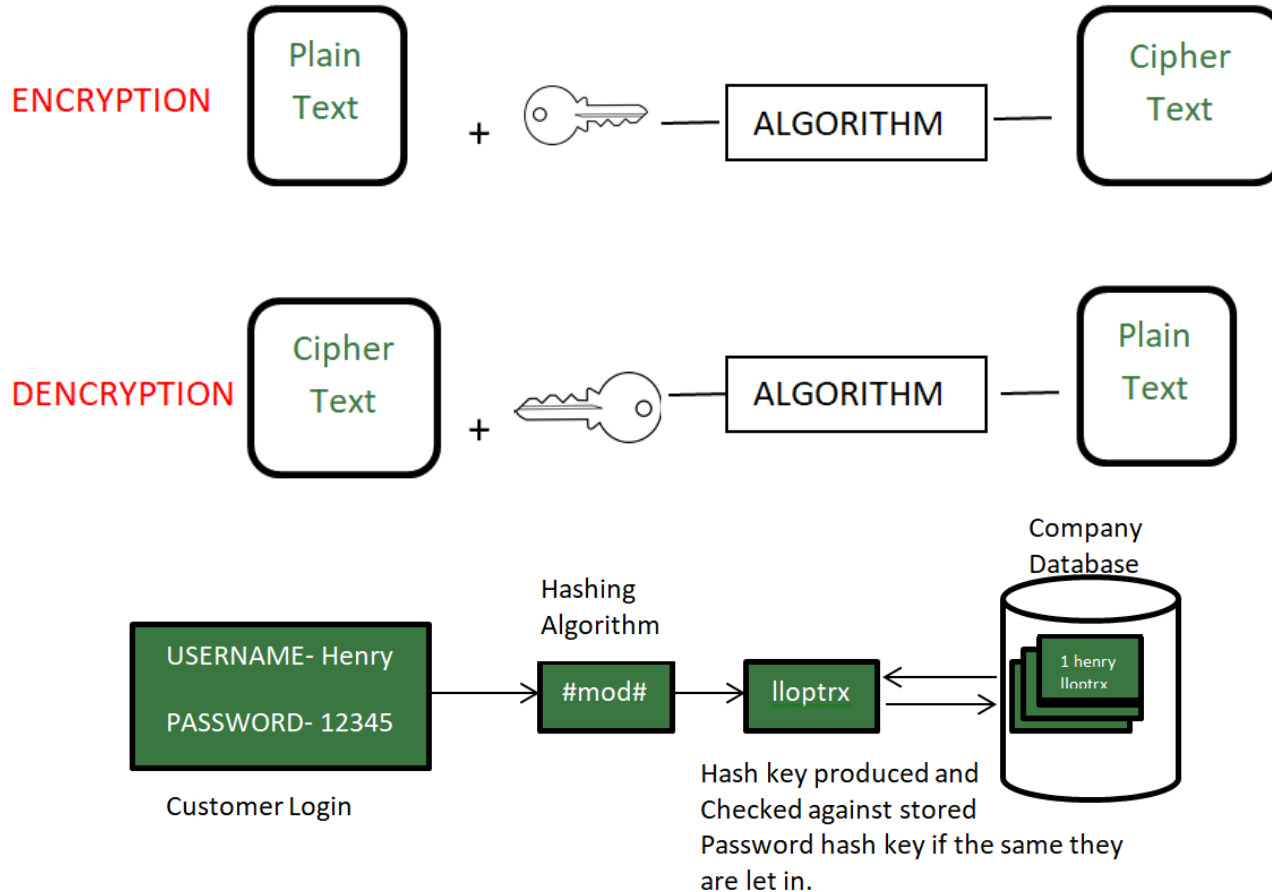 ENCRYPTION
Plain
Text
+
ALGORITHM
Cipher
Text
DENCRYPTION
Cipher
Text
+
ALGORITHM
Plain
Text
Company
Database
Hashing
Algorithm
USERNAME- Henry
PASSWORD- 12345
#mod#
lloptrx
1 henry
lloptrx
Customer Login
Hash key produced and
Checked against stored
Password hash key if the same they
are let in.